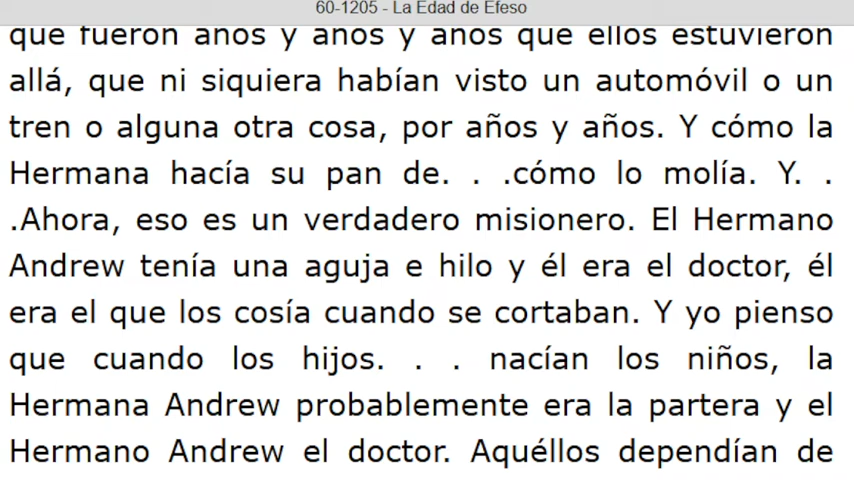 60-1205 - La Edad de Efeso
que fueron años y años y años que ellos estuvieron
allá, que ni siquiera habían visto un automóvil o un
tren o alguna otra cosa, por años y años. Y cómo la
Hermana hacía su pan de. . .cómo lo molía. Y. .
.Ahora, eso es un verdadero misionero. El Hermano
Andrew tenía una aguja e hilo y él era el doctor, él
era el que los cosía cuando se cortaban. Y yo pienso
que cuando los hijos. . . nacían los niños, la
Hermana Andrew probablemente era la partera y el
Hermano Andrew el doctor. Aquéllos dependían de